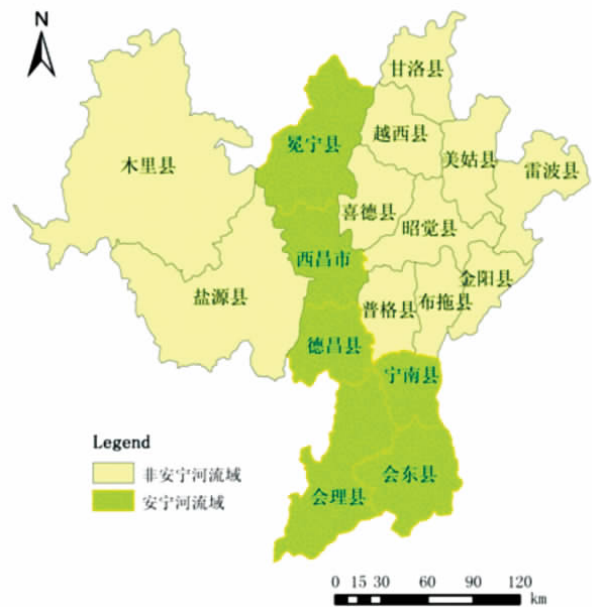 N
甘洛县
冕宁县
越西县
美姑县
木里县
雷波县
喜德县
昭觉县
西昌市
金阳县
盐源县
普格县
布拖县
德昌县
宁南县
会东县
会理县
Legend
非安宁河流域
安宁河流域
0 15 30 60 90 120
km